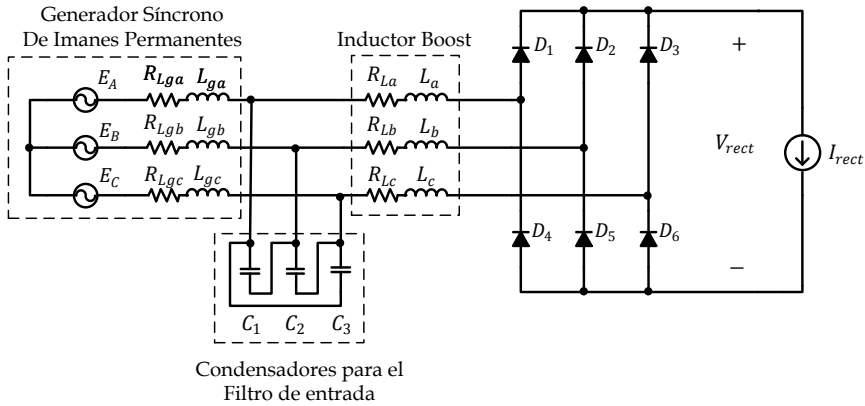 Generador Síncrono
De Imanes Permanentes
Inductor Boost
E_A R_Lga L_ga
R_La L_a
D_1 D_2 D_3
+
E_B R_Lgb L_gb
R_Lb L_b
V_rect
I_rect
E_C R_Lgc L_gc
R_Lc L_c
D_4 D_5 D_6
−
C_1 C_2 C_3
Condensadores para el
Filtro de entrada